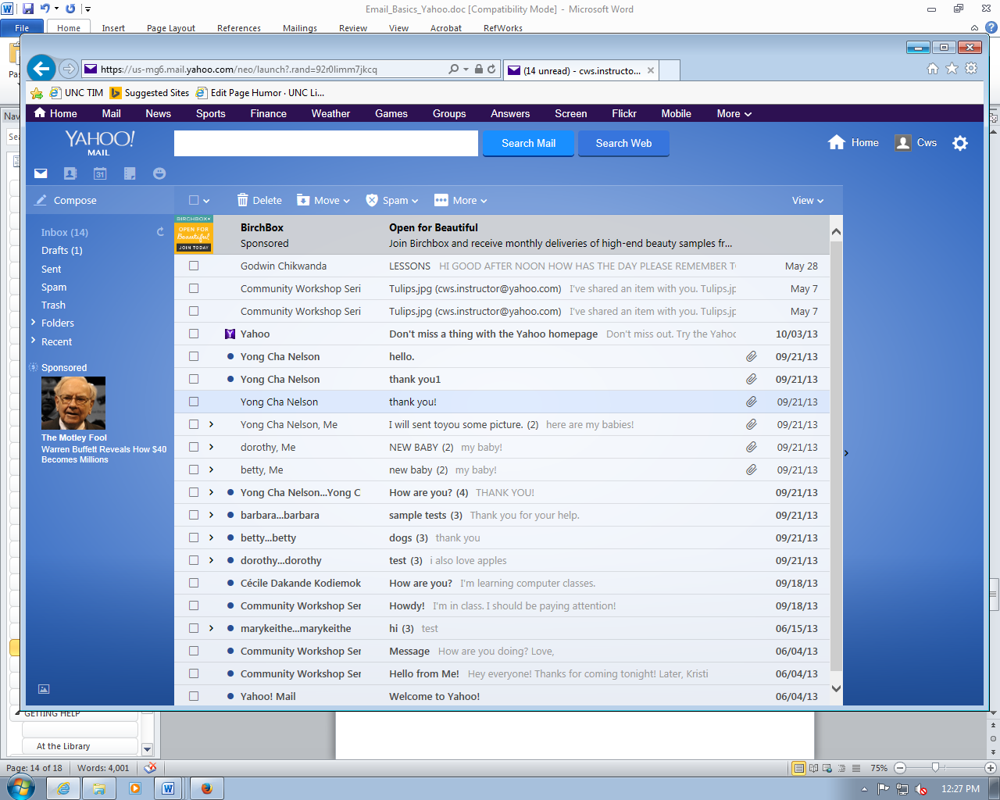 Email_Basics_Yahoo.doc [Compatibility Mode] - Microsoft Word
File Home Insert Page Layout References Mailings Review View Acrobat RefWorks
https://us-mg6.mail.yahoo.com/neo/launch?.rand=92r0limm7jkcq
(14 unread) - cws.instructo...
UNC TIM Suggested Sites Edit Page Humor · UNC Li...
Home Mail News Sports Finance Weather Games Groups Answers Screen Flickr Mobile More
YAHOO! MAIL
Search Mail Search Web Home Cws
31
Compose Delete Move Spam More View
Inbox (14)
Drafts (1)
Sent
Spam
Trash
Folders
Recent
Sponsored
The Motley Fool
Warren Buffett Reveals How $40
Becomes Millions
BIRCHBOX
OPEN FOR
Beautiful
JOIN TODAY
BirchBox Open for Beautiful
Sponsored Join Birchbox and receive monthly deliveries of high-end beauty samples fr...
Godwin Chikwanda LESSONS HI GOOD AFTER NOON HOW HAS THE DAY PLEASE REMEMBER May 28
Community Workshop Seri Tulips.jpg (cws.instructor@yahoo.com) I've shared an item with you. Tulips.jp May 7
Community Workshop Seri Tulips.jpg (cws.instructor@yahoo.com) I've shared an item with you. Tulips.jp May 7
Yahoo Don't miss a thing with the Yahoo homepage Don't miss out. Try the Yahoo 10/03/13
Yong Cha Nelson hello. 09/21/13
Yong Cha Nelson thank you1 09/21/13
Yong Cha Nelson thank you! 09/21/13
Yong Cha Nelson, Me I will sent toyou some picture. (2) here are my babies! 09/21/13
dorothy, Me NEW BABY (2) my baby! 09/21/13
betty, Me new baby (2) my baby! 09/21/13
Yong Cha Nelson...Yong C How are you? (4) THANK YOU! 09/21/13
barbara...barbara sample tests (3) Thank you for your help. 09/21/13
betty...betty dogs (3) thank you 09/21/13
dorothy...dorothy test (3) i also love apples 09/21/13
Cécile Dakande Kodiemok How are you? I'm learning computer classes. 09/18/13
Community Workshop Ser Howdy! I'm in class. I should be paying attention! 09/18/13
marykeithe...marykeithe hi (3) test 06/15/13
Community Workshop Ser Message How are you doing? Love, 06/04/13
Community Workshop Ser Hello from Me! Hey everyone! Thanks for coming tonight! Later, Kristi 06/04/13
Yahoo! Mail Welcome to Yahoo! 06/04/13
GETTING HELP
At the Library
Page: 14 of 18 Words: 4,001 75%
12:27 PM